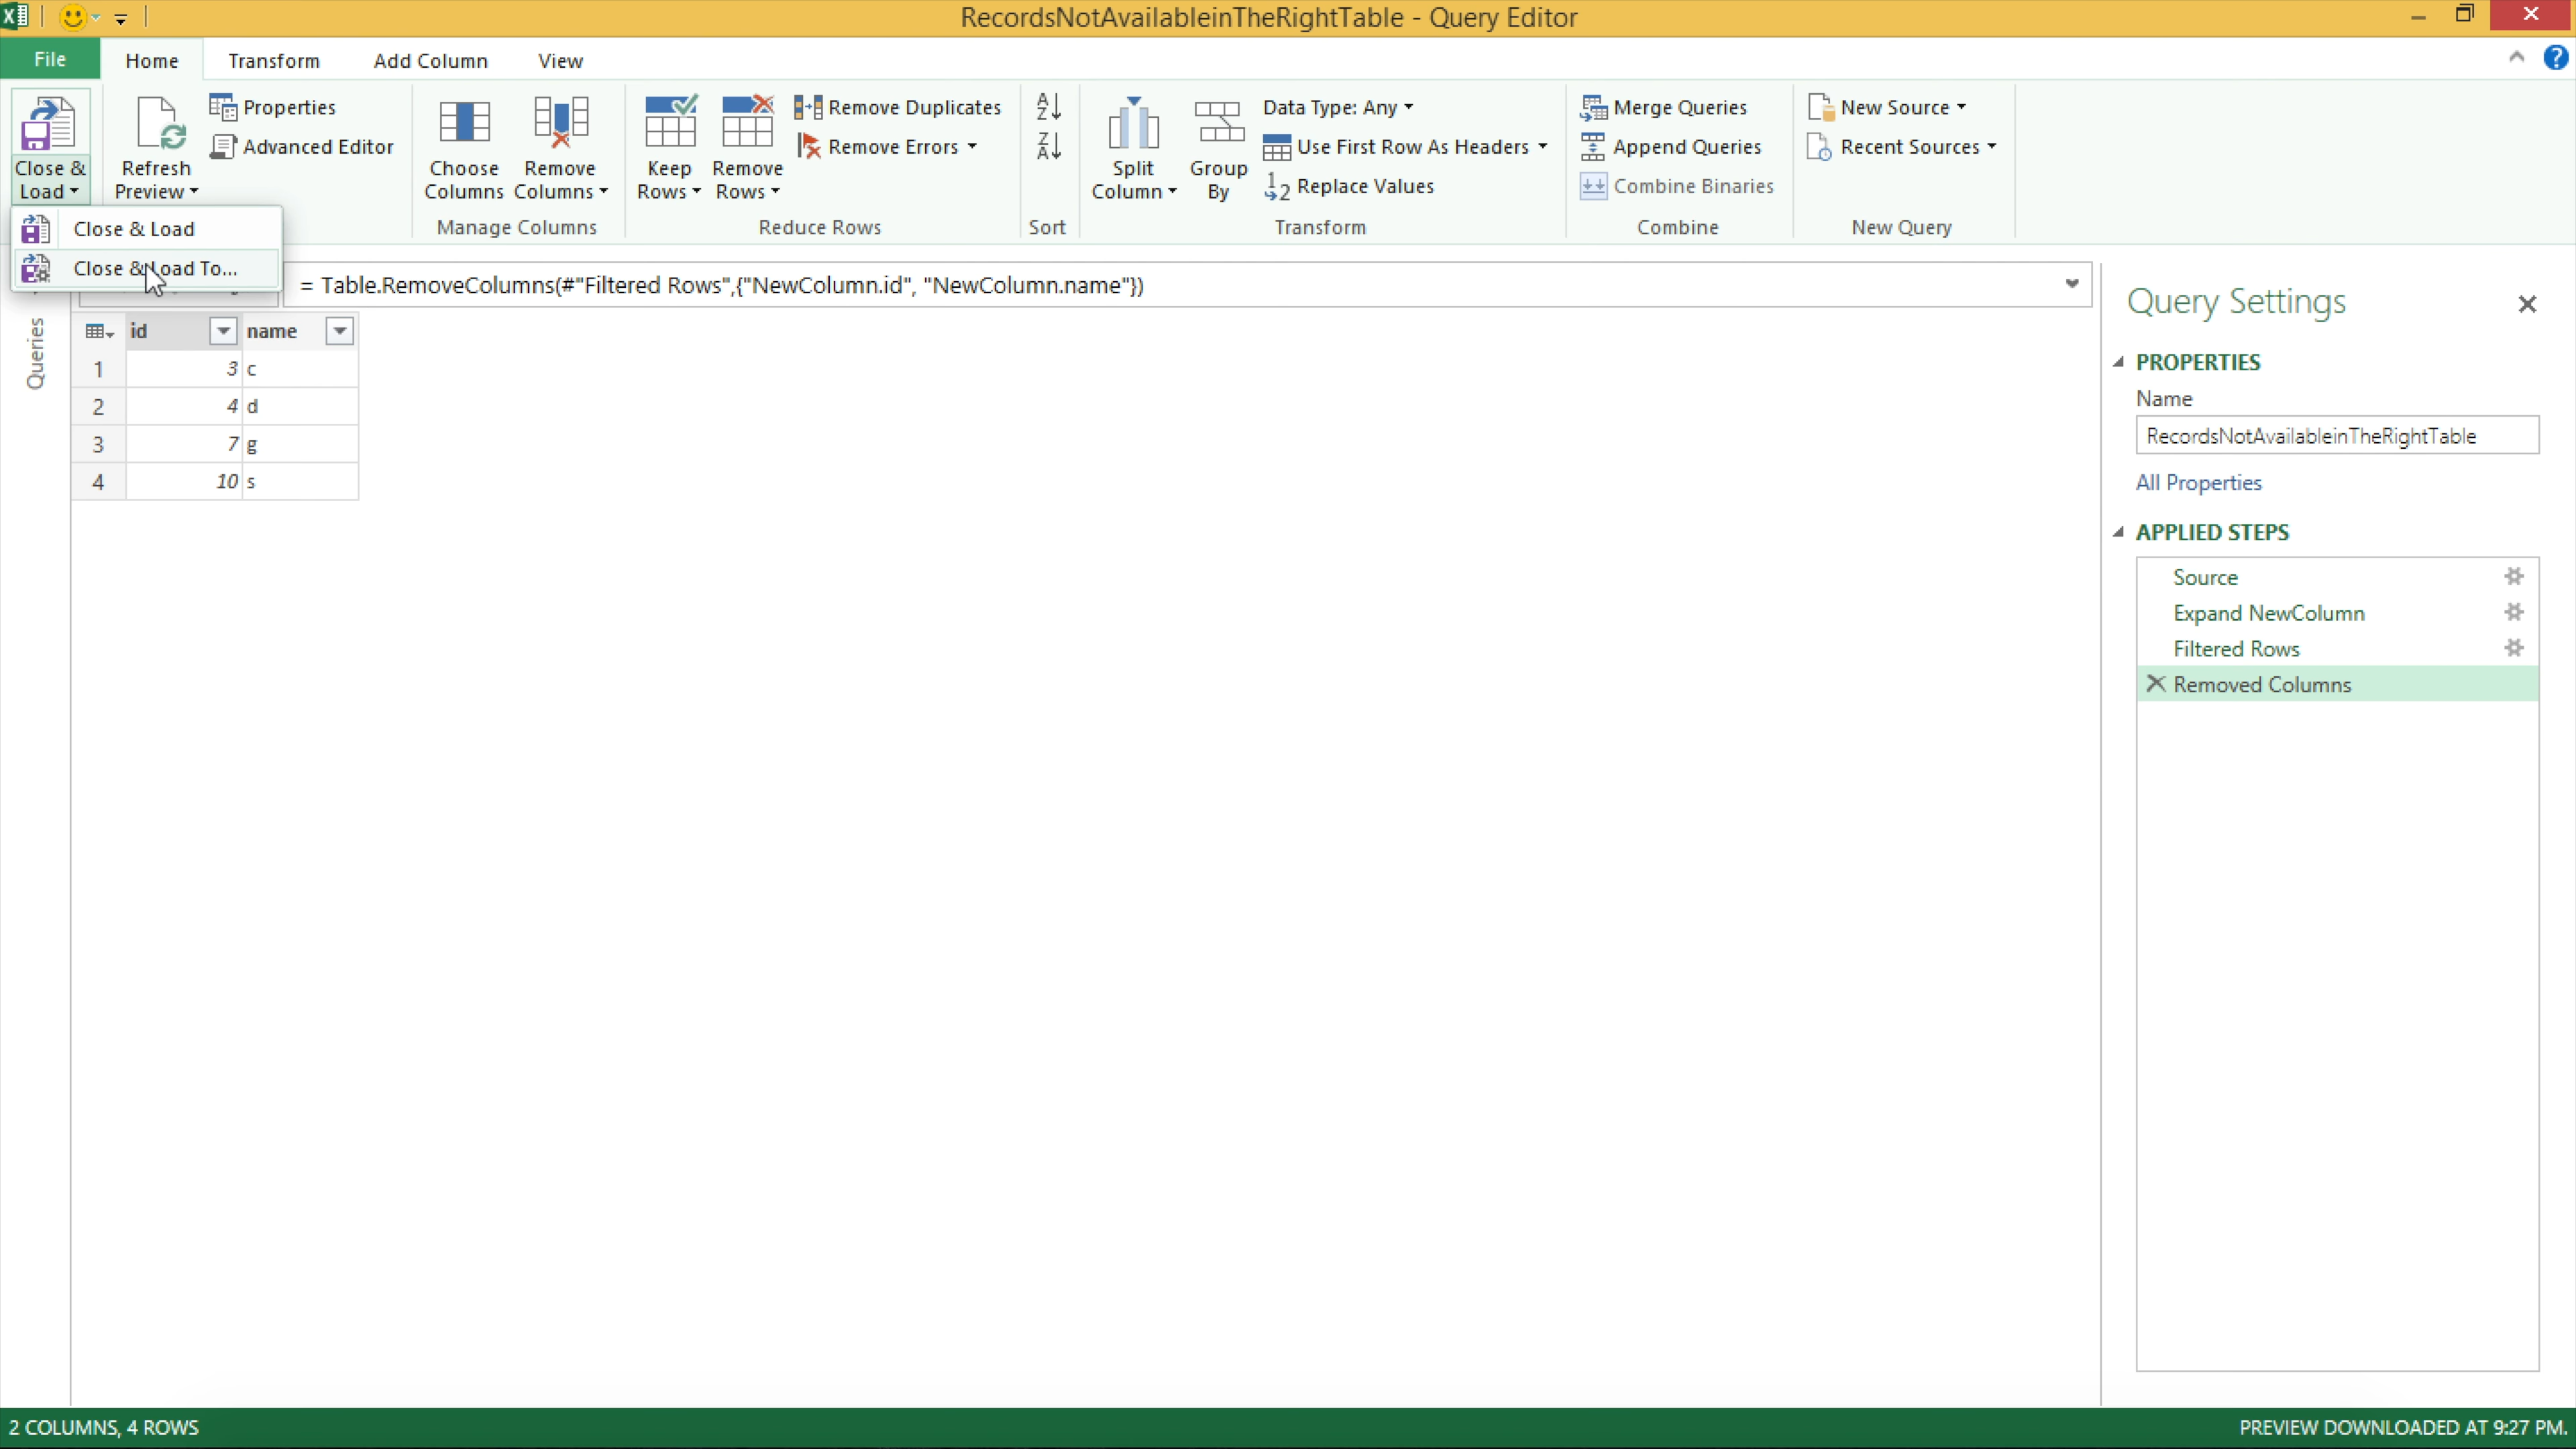 RecordsNotAvailableinTheRightTable - Query Editor
File
Home
Transform
Add Column
View
Close &
Load
Refresh
Preview
Properties
Advanced Editor
Choose
Columns
Remove
Columns
Manage Columns
Keep
Rows
Remove
Rows
Remove Duplicates
Remove Errors
Reduce Rows
A
Z
Z
A
Sort
Split
Column
Group
By
Data Type: Any
Use First Row As Headers
1
2
Replace Values
Transform
Merge Queries
Append Queries
Combine Binaries
Combine
New Source
Recent Sources
New Query
Close & Load
Close & Load To...
= Table.RemoveColumns(#"Filtered Rows",{"NewColumn.id", "NewColumn.name"})
Queries
id name
1 3 c
2 4 d
3 7 g
4 10 s
Query Settings
PROPERTIES
Name
RecordsNotAvailableinTheRightTable
All Properties
APPLIED STEPS
Source
Expand NewColumn
Filtered Rows
Removed Columns
2 COLUMNS, 4 ROWS
PREVIEW DOWNLOADED AT 9:27 PM.